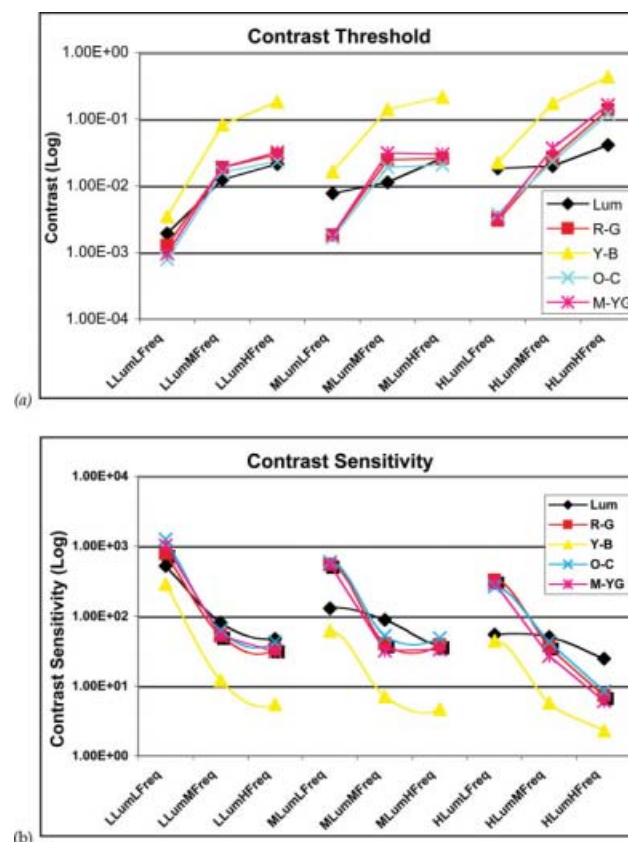 Contrast Threshold
1.00E+00
1.00E-01
1.00E-02
1.00E-03
1.00E-04
Contrast (Log)
Lum
R-G
Y-B
O-C
M-YG
LLumLFreq
LLumMFreq
LLumHFreq
MLumLFreq
MLumMFreq
MLumHFreq
HLumLFreq
HLumMFreq
HLumHFreq
(a)
Contrast Sensitivity
1.00E+04
1.00E+03
1.00E+02
1.00E+01
1.00E+00
Contrast Sensitivity (Log)
Lum
R-G
Y-B
O-C
M-YG
LLumLFreq
LLumMFreq
LLumHFreq
MLumLFreq
MLumMFreq
MLumHFreq
HLumLFreq
HLumMFreq
HLumHFreq
(b)